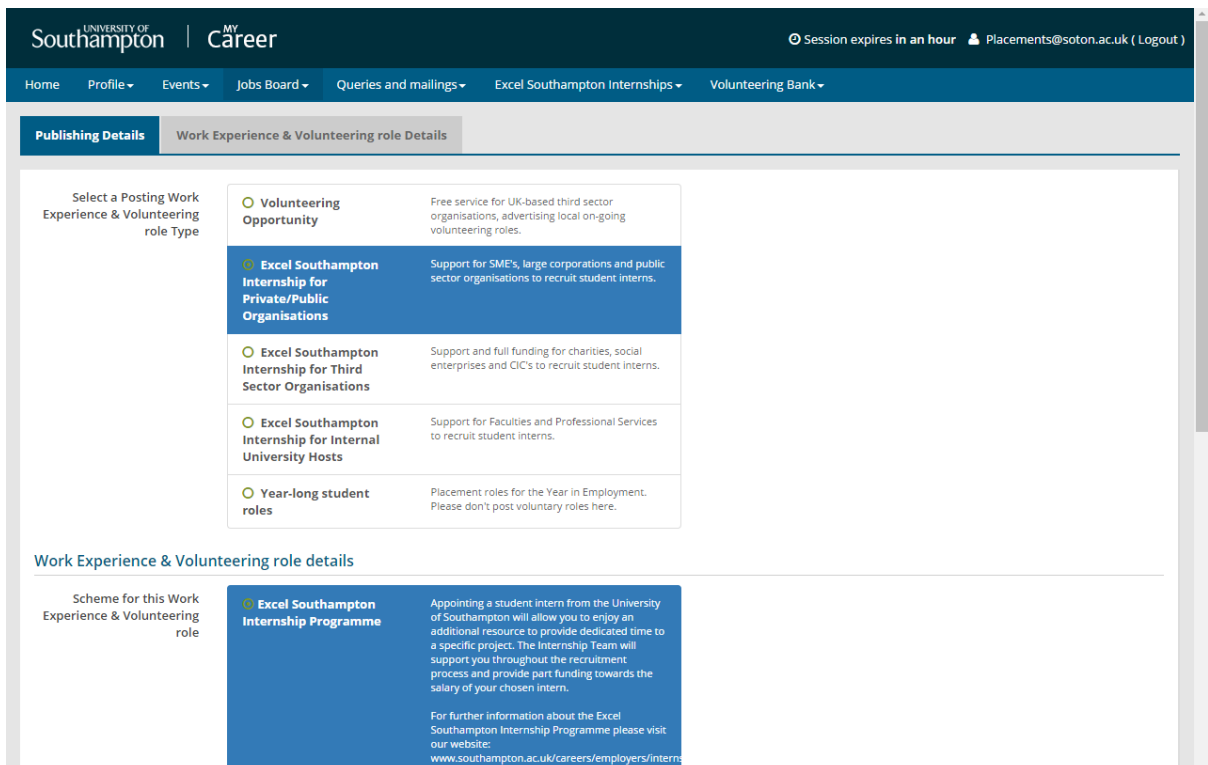 UNIVERSITY OF
Southampton
MY
Career
Session expires in an hour Placements@soton.ac.uk ( Logout )
Home Profile Events Jobs Board Queries and mailings Excel Southampton Internships Volunteering Bank
Publishing Details Work Experience & Volunteering role Details
Select a Posting Work
Experience & Volunteering
role Type
Volunteering
Opportunity
Free service for UK-based third sector
organisations, advertising local on-going
volunteering roles.
Excel Southampton
Internship for
Private/Public
Organisations
Support for SME's, large corporations and public
sector organisations to recruit student interns.
Excel Southampton
Internship for Third
Sector Organisations
Support and full funding for charities, social
enterprises and CIC's to recruit student interns.
Excel Southampton
Internship for Internal
University Hosts
Support for Faculties and Professional Services
to recruit student interns.
Year-long student
roles
Placement roles for the Year in Employment.
Please don't post voluntary roles here.
Work Experience & Volunteering role details
Scheme for this Work
Experience & Volunteering
role
Excel Southampton
Internship Programme
Appointing a student intern from the University
of Southampton will allow you to enjoy an
additional resource to provide dedicated time to
a specific project. The Internship Team will
support you throughout the recruitment
process and provide part funding towards the
salary of your chosen intern.
For further information about the Excel
Southampton Internship Programme please visit
our website:
www.southampton.ac.uk/careers/employers/interns